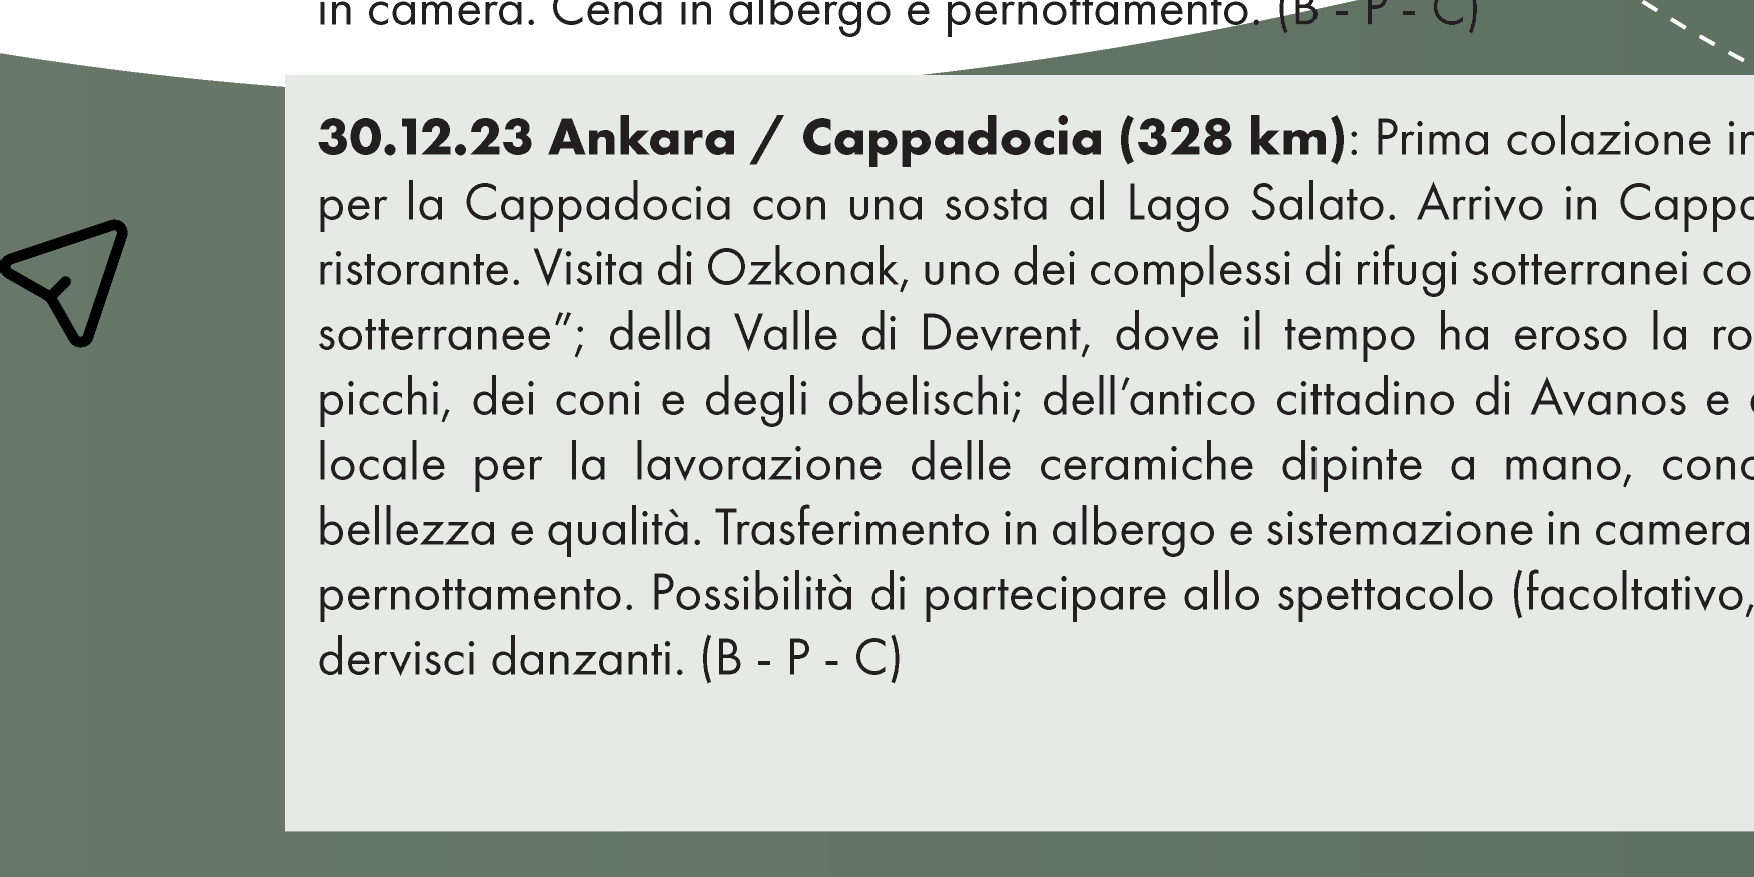 in camera. Cena in albergo e pernottamento. (B - P - C)
30.12.23 Ankara / Cappadocia (328 km): Prima colazione in
per la Cappadocia con una sosta al Lago Salato. Arrivo in
ristorante. Visita di Ozkonak, uno dei complessi di rifugi sotterranei
sotterranee”; della Valle di Devrent, dove il tempo ha eroso la
picchi, dei coni e degli obelischi; dell’antico cittadino di Avanos e
locale per la lavorazione delle ceramiche dipinte a mano,
bellezza e qualità. Trasferimento in albergo e sistemazione in camera
pernottamento. Possibilità di partecipare allo spettacolo (facoltativo,
dervisci danzanti. (B - P - C)